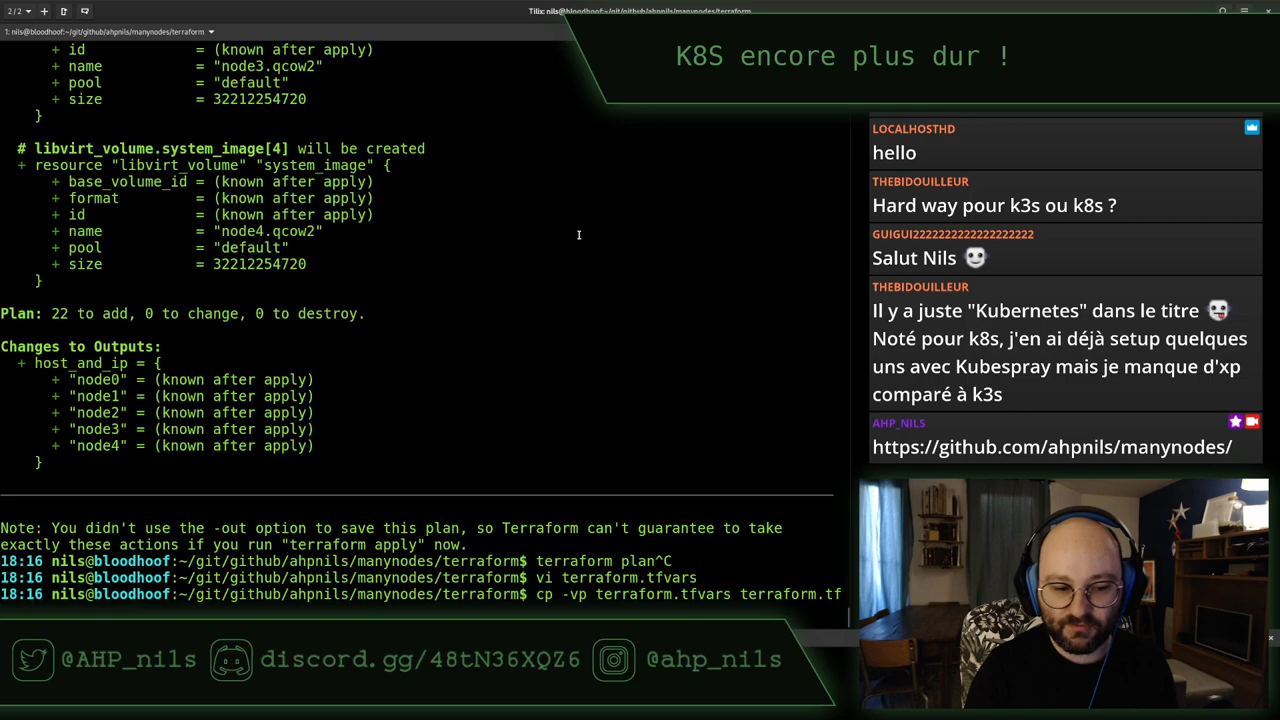 2/2
Tilix: nils@bloodhoof:~/git/github/ahpnils/manynodes/terraform
1: nils@bloodhoof:~/git/github/ahpnils/manynodes/terraform
K8S encore plus dur !
+ id = (known after apply)
+ name = "node3.qcow2"
+ pool = "default"
+ size = 32212254720
}
# libvirt_volume.system_image[4] will be created
+ resource "libvirt_volume" "system_image" {
+ base_volume_id = (known after apply)
+ format = (known after apply)
+ id = (known after apply)
+ name = "node4.qcow2"
+ pool = "default"
+ size = 32212254720
}
Plan: 22 to add, 0 to change, 0 to destroy.
Changes to Outputs:
+ host_and_ip = {
+ "node0" = (known after apply)
+ "node1" = (known after apply)
+ "node2" = (known after apply)
+ "node3" = (known after apply)
+ "node4" = (known after apply)
}
Note: You didn't use the -out option to save this plan, so Terraform can't guarantee to take
exactly these actions if you run "terraform apply" now.
18:16 nils@bloodhoof:~/git/github/ahpnils/manynodes/terraform$ terraform plan^C
18:16 nils@bloodhoof:~/git/github/ahpnils/manynodes/terraform$ vi terraform.tfvars
18:16 nils@bloodhoof:~/git/github/ahpnils/manynodes/terraform$ cp -vp terraform.tfvars terraform.tf
LOCALHOSTHD
hello
THEBIDOUILLEUR
Hard way pour k3s ou k8s ?
GUIGUI2222222222222222222
Salut Nils
THEBIDOUILLEUR
Il y a juste "Kubernetes" dans le titre
Noté pour k8s, j'en ai déjà setup quelques
uns avec Kubespray mais je manque d'xp
comparé à k3s
AHP_NILS
https://github.com/ahpnils/manynodes/
@AHP_nils
discord.gg/48tN36XQZ6
@ahp_nils